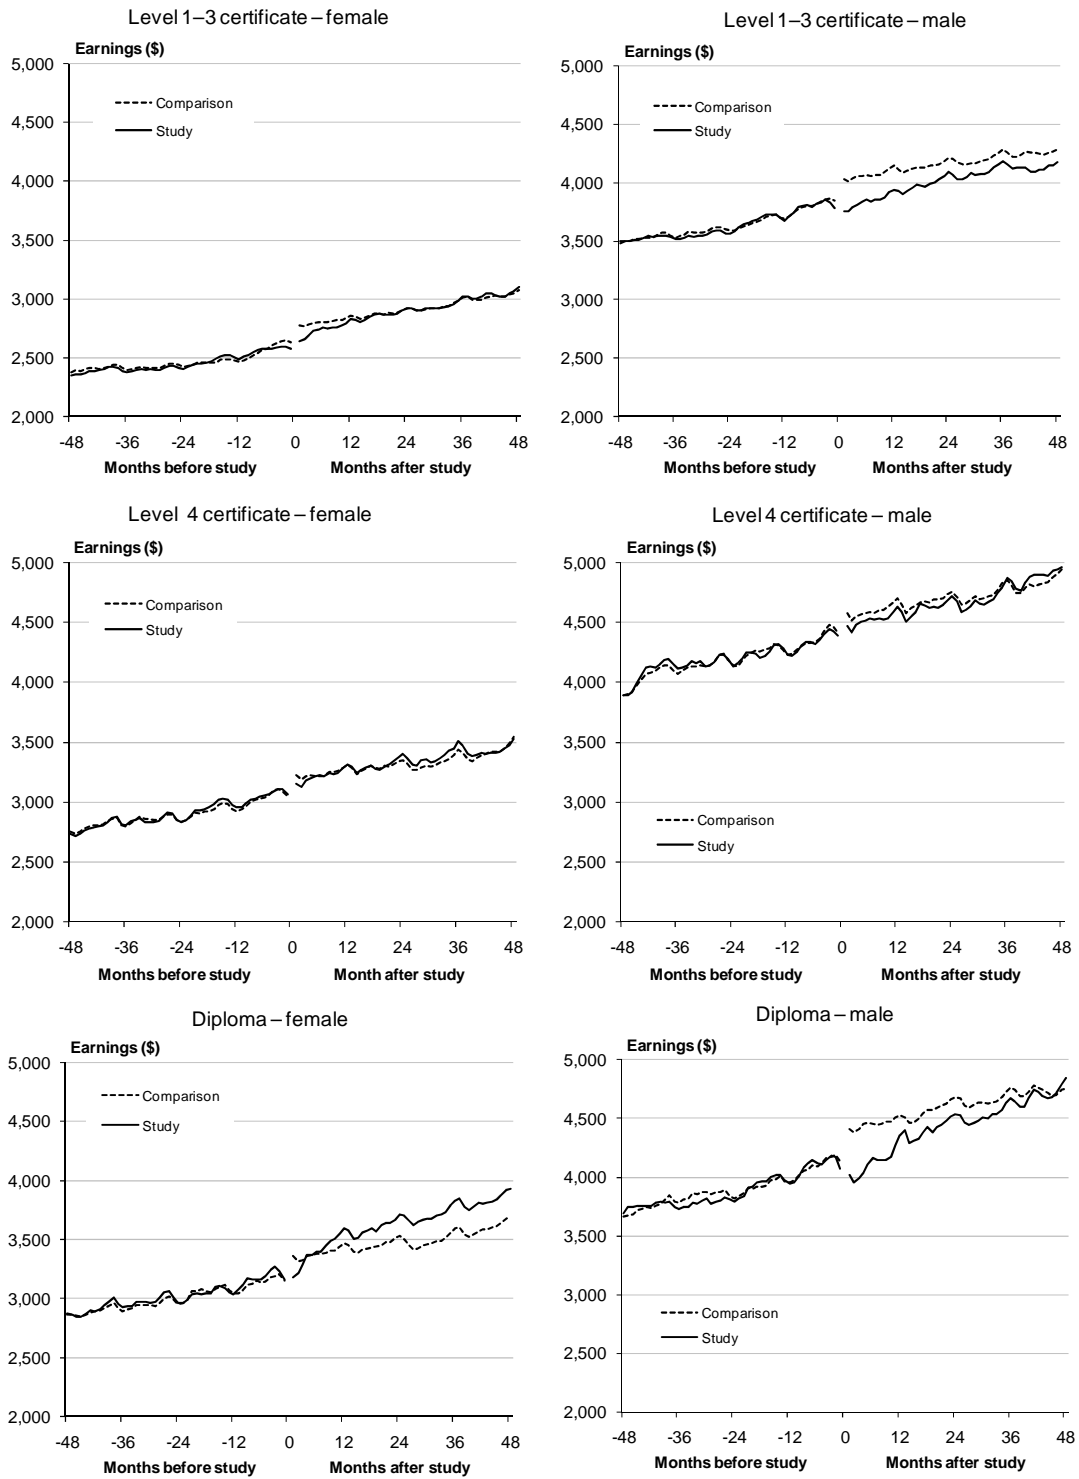 Level 1–3 certificate – female
Earnings ($)
5,000
4,500
4,000
3,500
3,000
2,500
2,000
Comparison
Study
-48 -36 -24 -12 0 12 24 36 48
Months before study Months after study
Level 1–3 certificate – male
Earnings ($)
5,000
4,500
4,000
3,500
3,000
2,500
2,000
Comparison
Study
-48 -36 -24 -12 0 12 24 36 48
Months before study Months after study
Level 4 certificate – female
Earnings ($)
5,000
4,500
4,000
3,500
3,000
2,500
2,000
Comparison
Study
-48 -36 -24 -12 0 12 24 36 48
Months before study Month after study
Level 4 certificate – male
Earnings ($)
5,000
4,500
4,000
3,500
3,000
2,500
2,000
Comparison
Study
-48 -36 -24 -12 0 12 24 36 48
Months before study Months after study
Diploma – female
Earnings ($)
5,000
4,500
4,000
3,500
3,000
2,500
2,000
Comparison
Study
-48 -36 -24 -12 0 12 24 36 48
Months before study Months after study
Diploma – male
Earnings ($)
5,000
4,500
4,000
3,500
3,000
2,500
2,000
Comparison
Study
-48 -36 -24 -12 0 12 24 36 48
Months before study Months after study